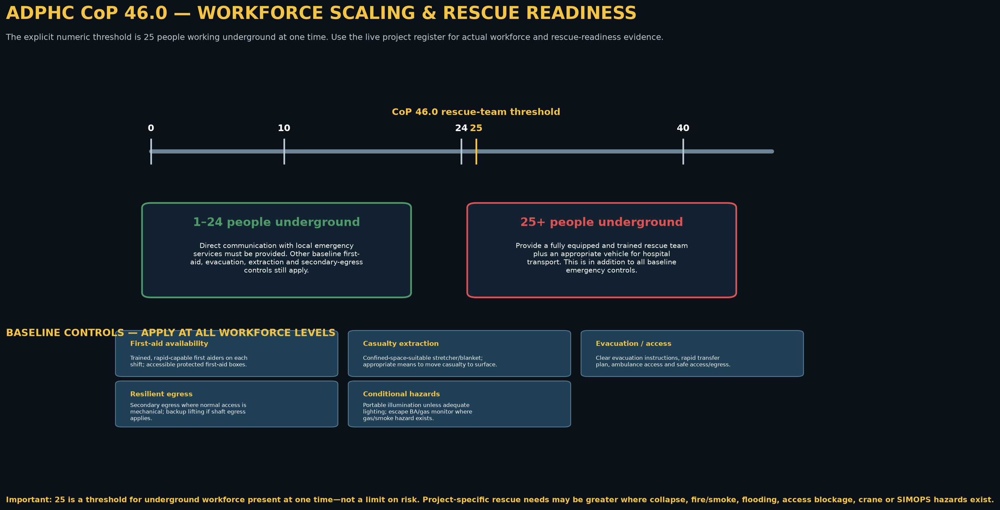 ADPHC CoP 46.0 — WORKFORCE SCALING & RESCUE READINESS
The explicit numeric threshold is 25 people working underground at one time. Use the live project register for actual workforce and rescue-readiness evidence.
CoP 46.0 rescue-team threshold
0 10 24 25 40
1–24 people underground
Direct communication with local emergency
services must be provided. Other baseline first-
aid, evacuation, extraction and secondary-egress
controls still apply.
25+ people underground
Provide a fully equipped and trained rescue team
plus an appropriate vehicle for hospital
transport. This is in addition to all baseline
emergency controls.
BASELINE CONTROLS — APPLY AT ALL WORKFORCE LEVELS
First-aid availability
Trained, rapid-capable first aiders on each
shift; accessible protected first-aid boxes.
Casualty extraction
Confined-space-suitable stretcher/blanket;
appropriate means to move casualty to surface.
Evacuation / access
Clear evacuation instructions, rapid transfer
plan, ambulance access and safe access/egress.
Resilient egress
Secondary egress where normal access is
mechanical; backup lifting if shaft egress
applies.
Conditional hazards
Portable illumination unless adequate
lighting; escape BA/gas monitor where
gas/smoke hazard exists.
Important: 25 is a threshold for underground workforce present at one time—not a limit on risk. Project-specific rescue needs may be greater where collapse, fire/smoke, flooding, access blockage, crane or SIMOPS hazards exist.